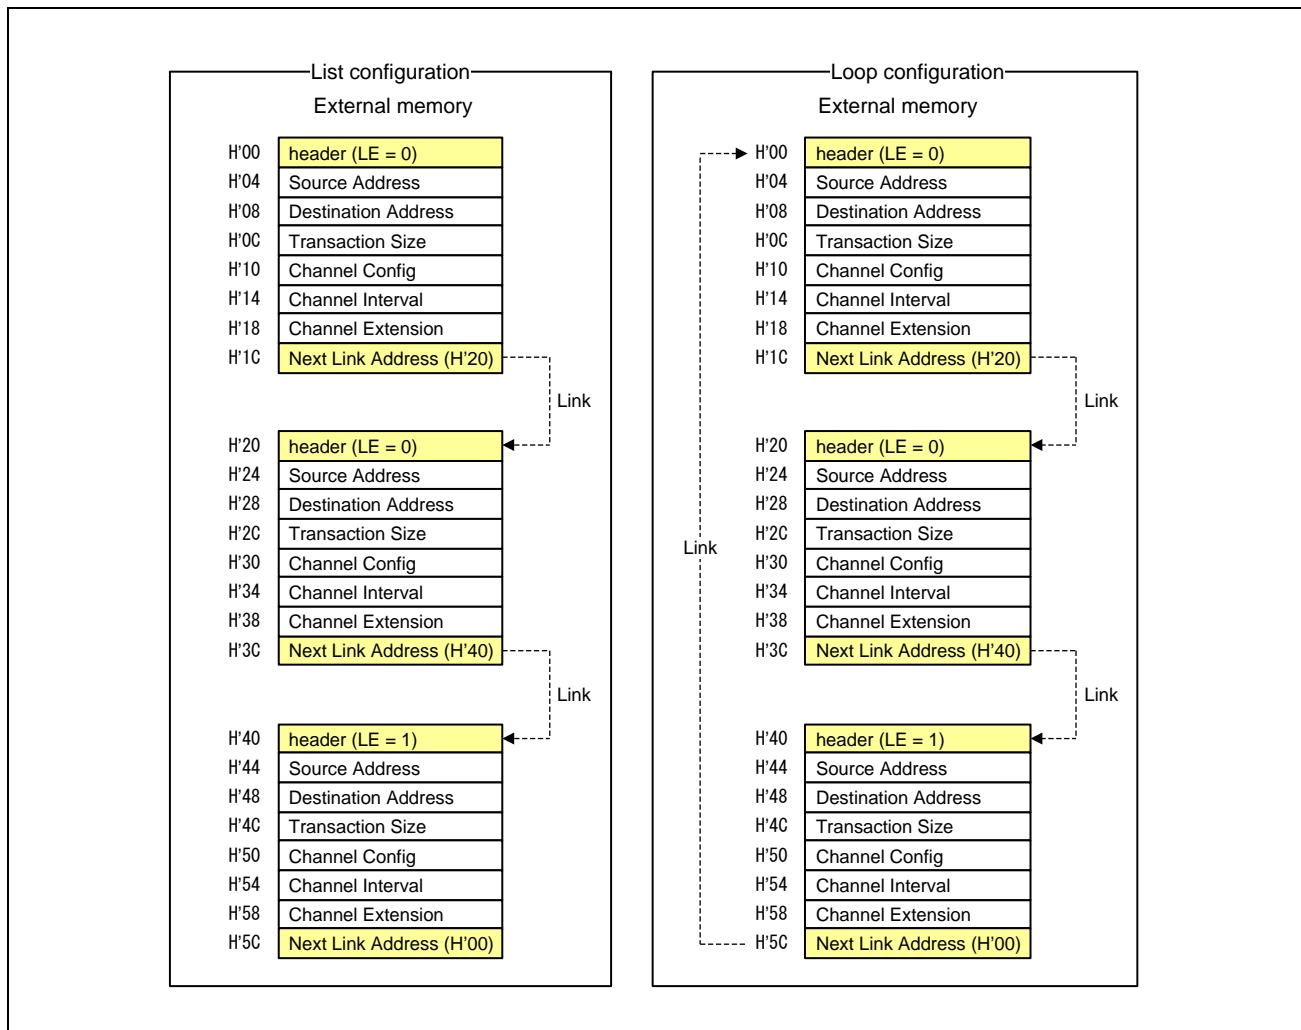 List configuration
External memory
H'00 header (LE = 0)
H'04 Source Address
H'08 Destination Address
H'0C Transaction Size
H'10 Channel Config
H'14 Channel Interval
H'18 Channel Extension
H'1C Next Link Address (H'20)
Link
H'20 header (LE = 0)
H'24 Source Address
H'28 Destination Address
H'2C Transaction Size
H'30 Channel Config
H'34 Channel Interval
H'38 Channel Extension
H'3C Next Link Address (H'40)
Link
H'40 header (LE = 1)
H'44 Source Address
H'48 Destination Address
H'4C Transaction Size
H'50 Channel Config
H'54 Channel Interval
H'58 Channel Extension
H'5C Next Link Address (H'00)
Loop configuration
External memory
H'00 header (LE = 0)
H'04 Source Address
H'08 Destination Address
H'0C Transaction Size
H'10 Channel Config
H'14 Channel Interval
H'18 Channel Extension
H'1C Next Link Address (H'20)
Link
H'20 header (LE = 0)
H'24 Source Address
H'28 Destination Address
H'2C Transaction Size
Link
H'30 Channel Config
H'34 Channel Interval
H'38 Channel Extension
H'3C Next Link Address (H'40)
Link
H'40 header (LE = 1)
H'44 Source Address
H'48 Destination Address
H'4C Transaction Size
H'50 Channel Config
H'54 Channel Interval
H'58 Channel Extension
H'5C Next Link Address (H'00)